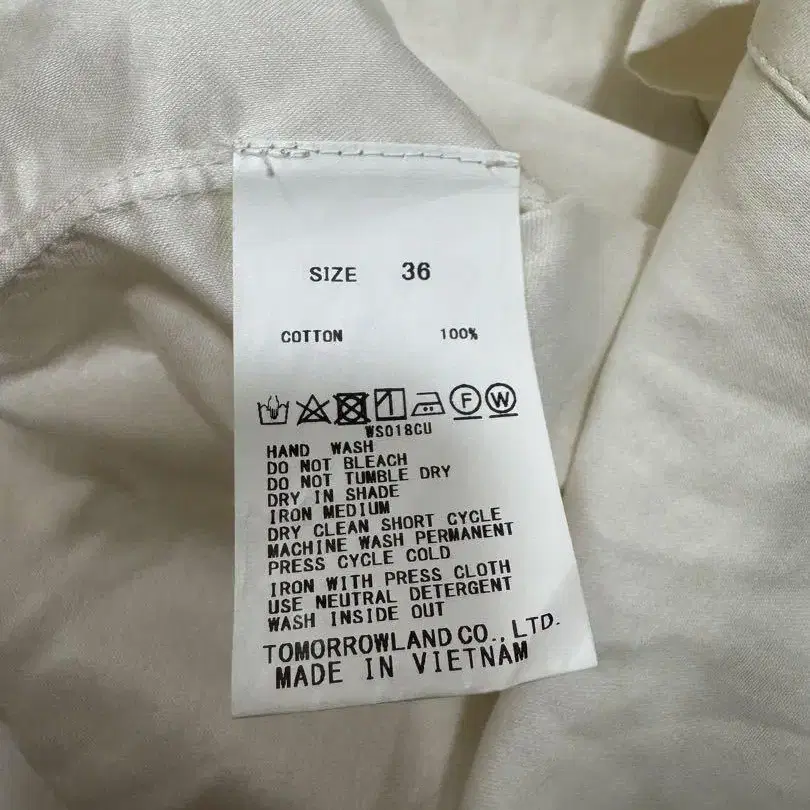 SIZE 36
COTTON 100%
F W
WS018CU
HAND WASH
DO NOT BLEACH
DO NOT TUMBLE DRY
DRY IN SHADE
IRON MEDIUM
DRY CLEAN SHORT CYCLE
MACHINE WASH PERMANENT
PRESS CYCLE COLD
IRON WITH PRESS CLOTH
USE NEUTRAL DETERGENT
WASH INSIDE OUT
TOMORROWLAND CO., LTD.
MADE IN VIETNAM